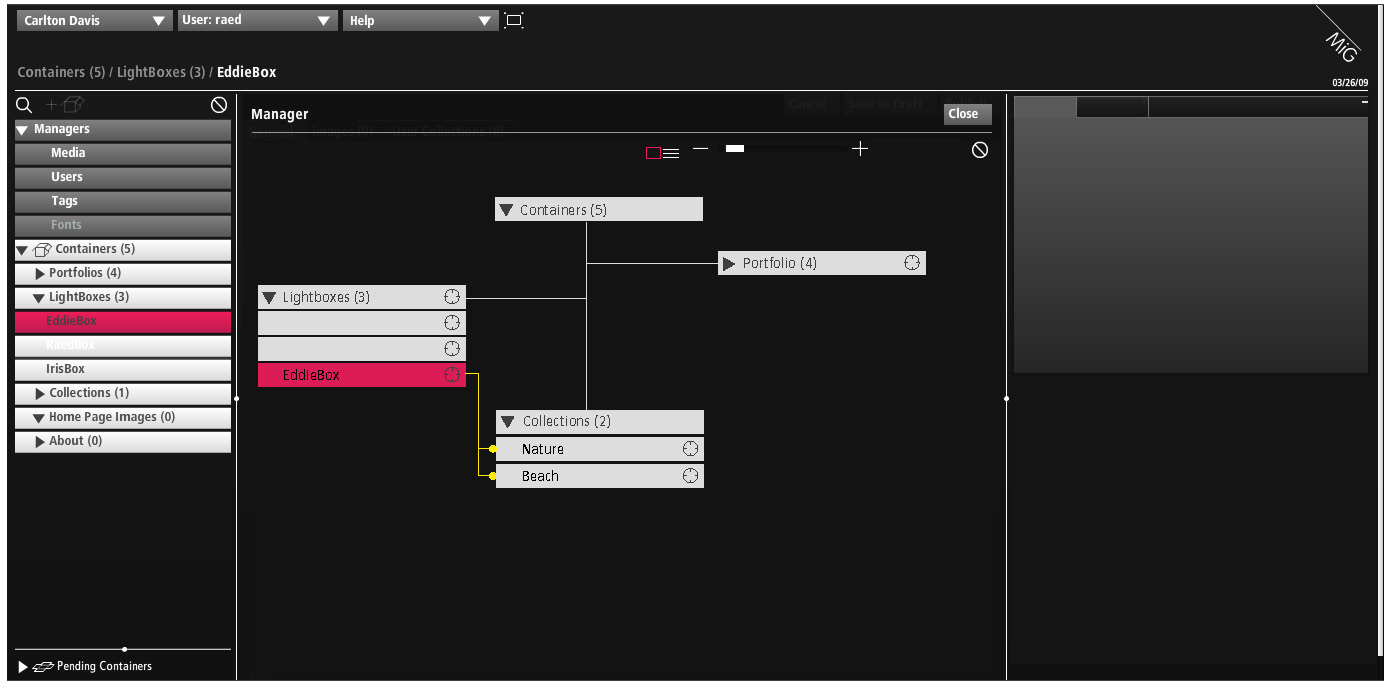 Carlton Davis
User: raed
Help
MiG
Containers (5) / LightBoxes (3) / EddieBox
03/26/09
Managers
Media
Users
Tags
Fonts
Containers (5)
Portfolios (4)
LightBoxes (3)
EddieBox
RaedBox
IrisBox
Collections (1)
Home Page Images (0)
About (0)
Pending Containers
Cancel
Save as Draft
Manager
Close
General
Images (0)
User Collections (0)
Containers (5)
Portfolio (4)
Lightboxes (3)
EddieBox
Collections (2)
Nature
Beach